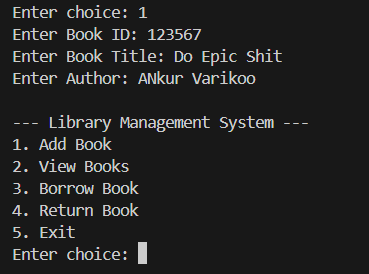 Enter choice: 1
Enter Book ID: 123567
Enter Book Title: Do Epic Shit
Enter Author: ANkur Varikoo
--- Library Management System ---
1. Add Book
2. View Books
3. Borrow Book
4. Return Book
5. Exit
Enter choice: